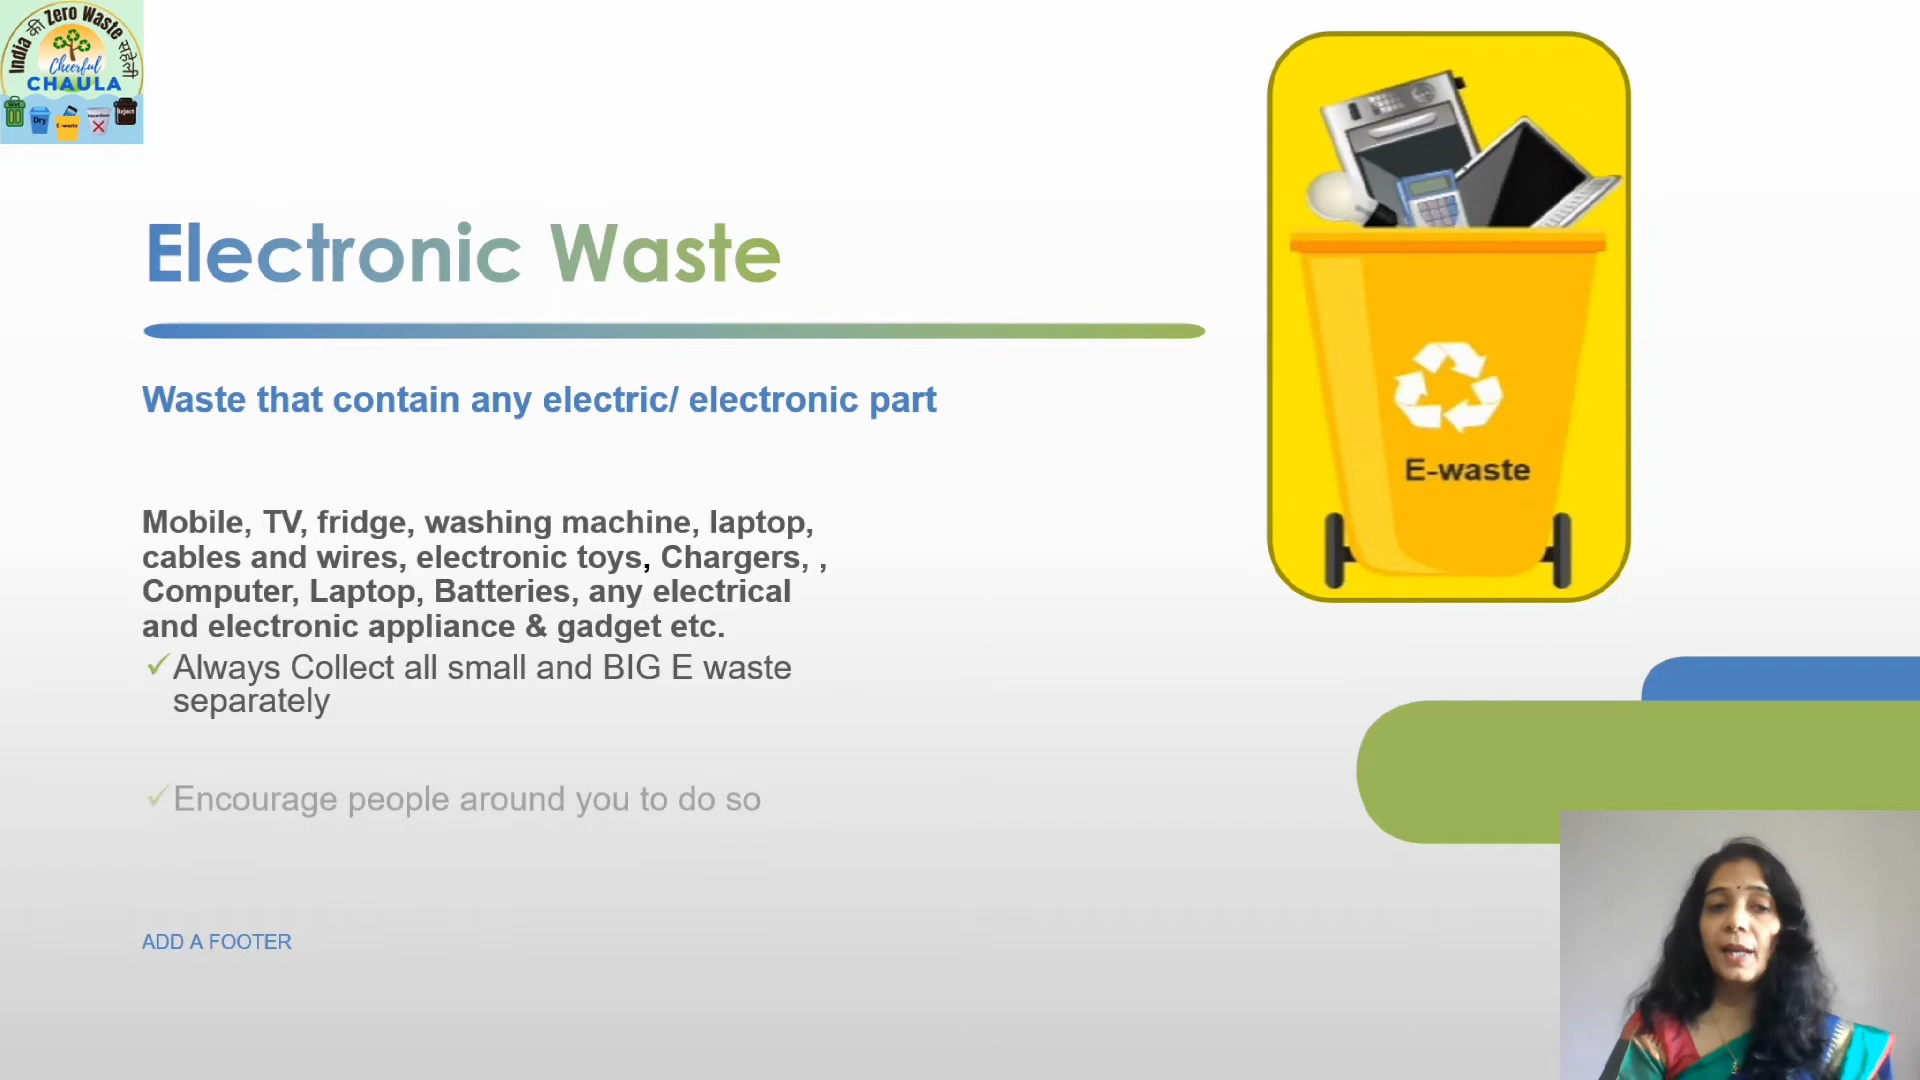 India की Zero Waste सहेली
Cheerful
CHAULA
Wet
Dry
E-waste
Hazardous
Reject
Electronic Waste
Waste that contain any electric/ electronic part
Mobile, TV, fridge, washing machine, laptop,
cables and wires, electronic toys, Chargers, ,
Computer, Laptop, Batteries, any electrical
and electronic appliance & gadget etc.
✓Always Collect all small and BIG E waste
separately
✓Encourage people around you to do so
ADD A FOOTER
E-waste